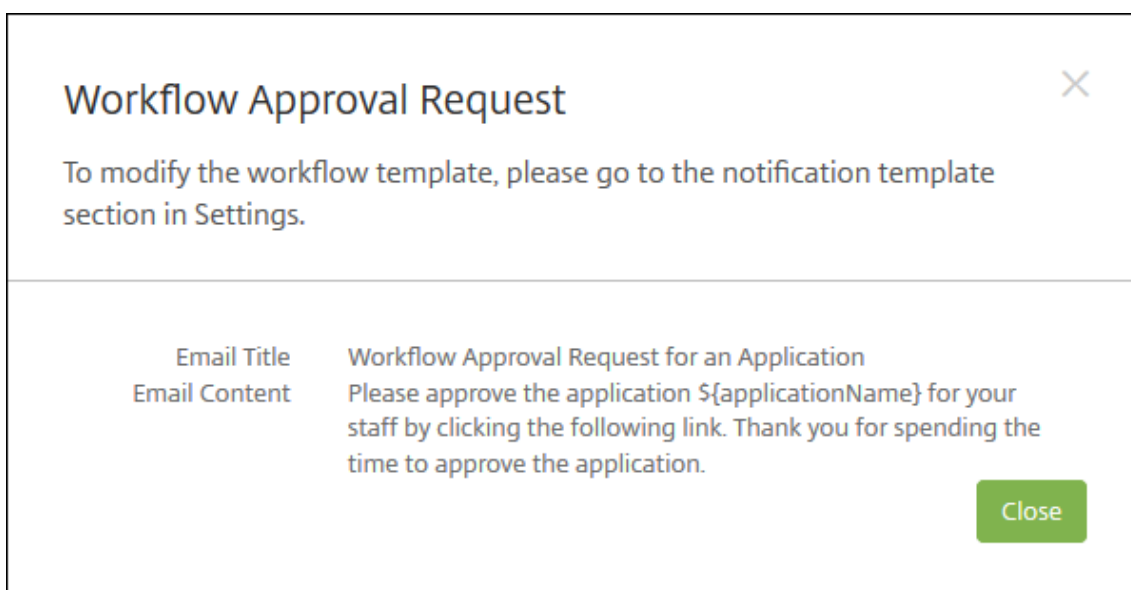 Workflow Approval Request
To modify the workflow template, please go to the notification template
section in Settings.
Email Title Workflow Approval Request for an Application
Email Content Please approve the application ${applicationName} for your
staff by clicking the following link. Thank you for spending the
time to approve the application.
Close